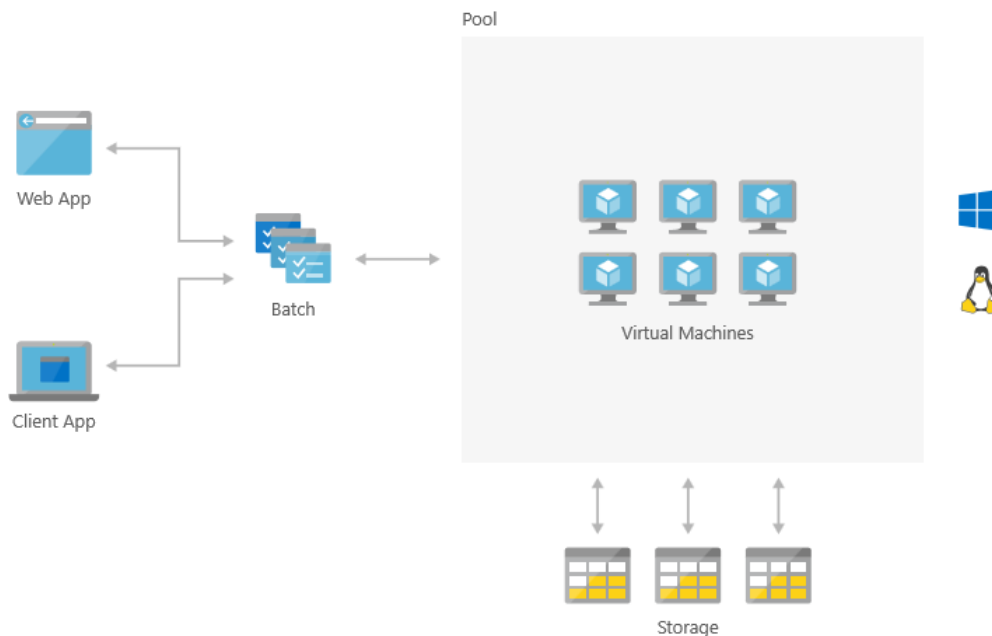 Pool
Web App
Batch
Virtual Machines
Client App
Storage